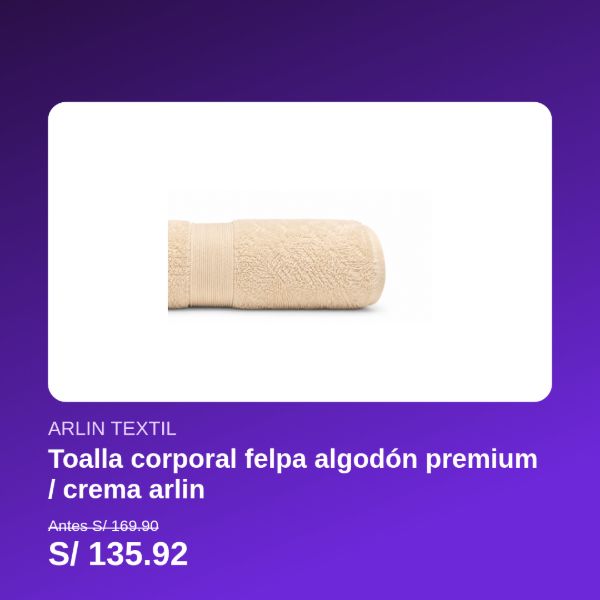 ARLIN TEXTIL
Toalla corporal felpa algodón premium
/ crema arlin
Antes S/ 169.90
S/ 135.92